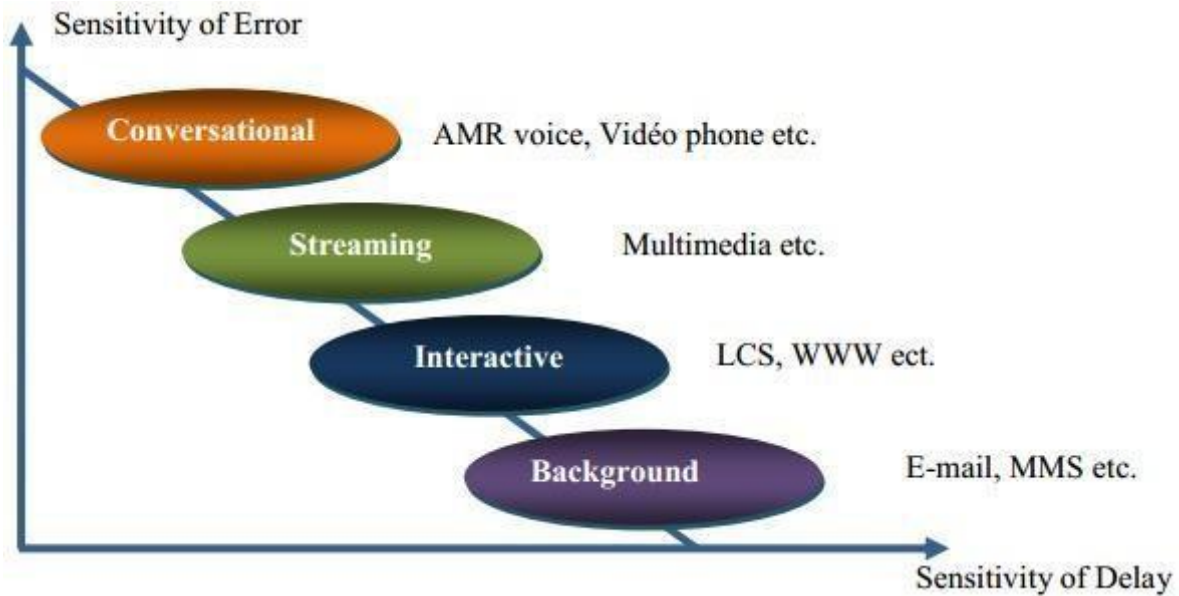 Sensitivity of Error
Conversational
AMR voice, Vidéo phone etc.
Streaming
Multimedia etc.
Interactive
LCS, WWW ect.
Background
E-mail, MMS etc.
Sensitivity of Delay